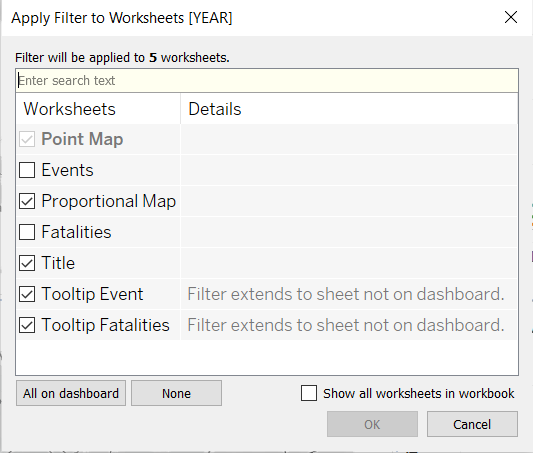 Apply Filter to Worksheets [YEAR]
Filter will be applied to 5 worksheets.
Enter search text
Worksheets Details
Point Map
Events
Proportional Map
Fatalities
Title
Tooltip Event Filter extends to sheet not on dashboard.
Tooltip Fatalities Filter extends to sheet not on dashboard.
All on dashboard None Show all worksheets in workbook
OK Cancel